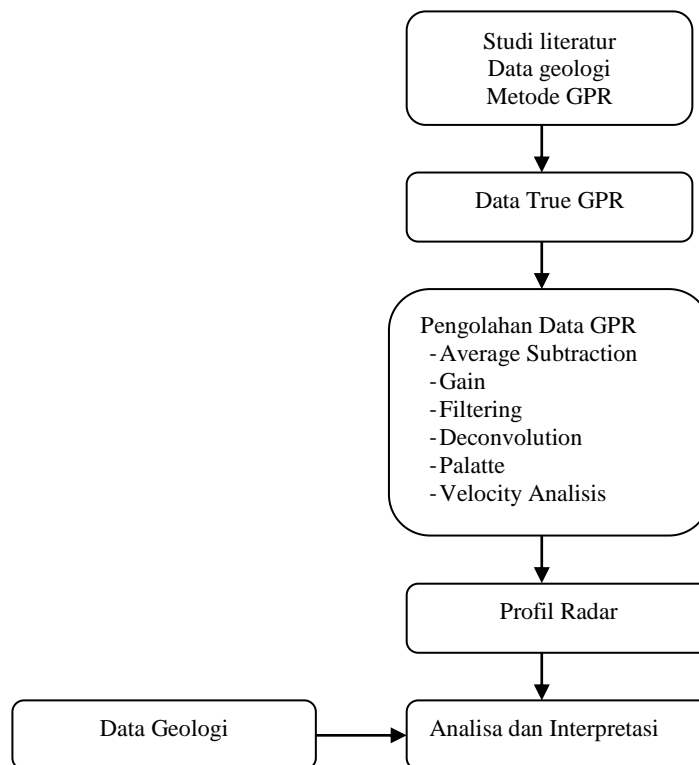 Studi literatur
Data geologi
Metode GPR
Data True GPR
Pengolahan Data GPR
-Average Subtraction
-Gain
-Filtering
-Deconvolution
-Palatte
-Velocity Analisis
Profil Radar
Data Geologi
Analisa dan Interpretasi